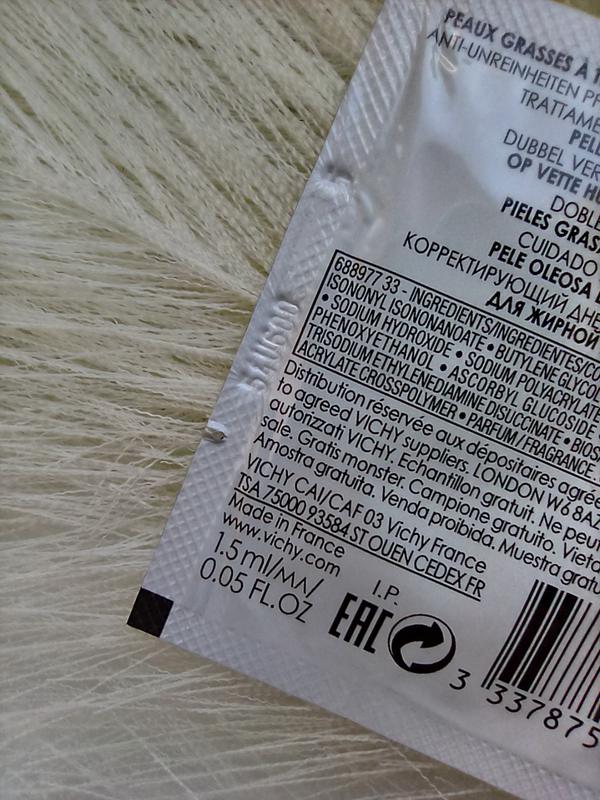 PEAUX GRASSES À
ANTI-UNREINHEITEN
TRATTAME
PELL
DUBBEL VER
OP VETTE HU
DOBLE
PIELES GRAS
CUIDADO
PELE OLEOSA
КОРРЕКТИРУЮЩИЙ ДНЕ
ДЛЯ ЖИРНОЙ
688977 33 - INGREDIENTS/INGREDIENTES/CO
ISONONYL ISONONANOATE • BUTYLENE GLYCO
• SODIUM HYDROXIDE • SODIUM POLYACRYLATE
PHENOXYETHANOL • ASCORBYL GLUCOSIDE
TRISODIUM ETHYLENEDIAMINE DISUCCINATE • BIOS
ACRYLATE CROSSPOLYMER • PARFUM/FRAGRANCE
Distribution réservée aux dépositaires agréé
to agreed VICHY suppliers. LONDON W6 8AZ
autorizzati VICHY. Echantillon gratuit. Ne peut
sale. Gratis monster. Campione gratuito. Vieta
Amostra gratuita. Venda proibida. Muestra gratu
VICHY CAI/CAF 03 Vichy France
TSA 75000 93584 ST OUEN CEDEX FR
Made in France
www.vichy.com
1.5 ml/мл/
0.05 FL.OZ
I.P.
EAC
3 337875